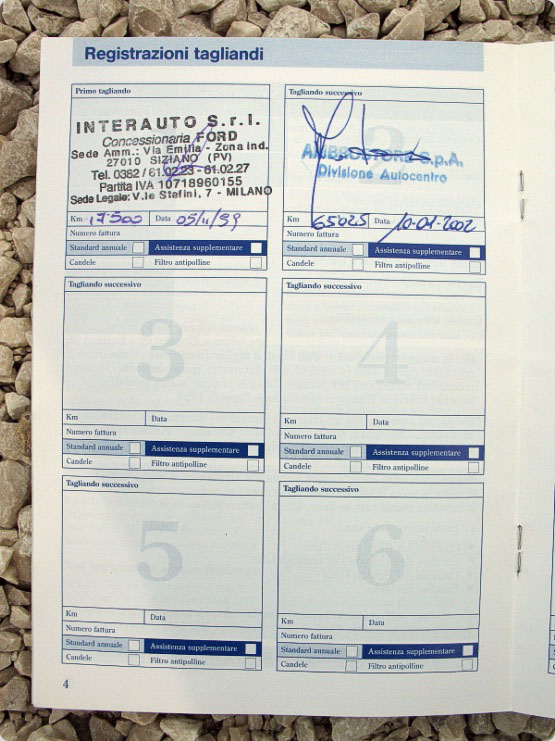 Registrazioni tagliandi
Primo tagliando
INTERAUTO S.r.l.
Concessionaria FORD
Sede Amm.: Via Emilia - Zona ind.
27010 SIZIANO (PV)
Tel. 0382 / 61.0223 - 61.02.27
Partita IVA 10718960155
Sede Legale: V.le Stefini, 7 - MILANO
Km 17500 Data 05/11/99
Numero fattura
Standard annuale Assistenza supplementare
Candele Filtro antipolline
Tagliando successivo
2
AMBROSTORE S.p.A.
Divisione Autocentro
Km 65025 Data 10-01-2002
Numero fattura
Standard annuale Assistenza supplementare
Candele Filtro antipolline
Tagliando successivo
3
Km Data
Numero fattura
Standard annuale Assistenza supplementare
Candele Filtro antipolline
Tagliando successivo
4
Km Data
Numero fattura
Standard annuale Assistenza supplementare
Candele Filtro antipolline
Tagliando successivo
5
Km Data
Numero fattura
Standard annuale Assistenza supplementare
Candele Filtro antipolline
Tagliando successivo
6
Km Data
Numero fattura
Standard annuale Assistenza supplementare
Candele Filtro antipolline
4